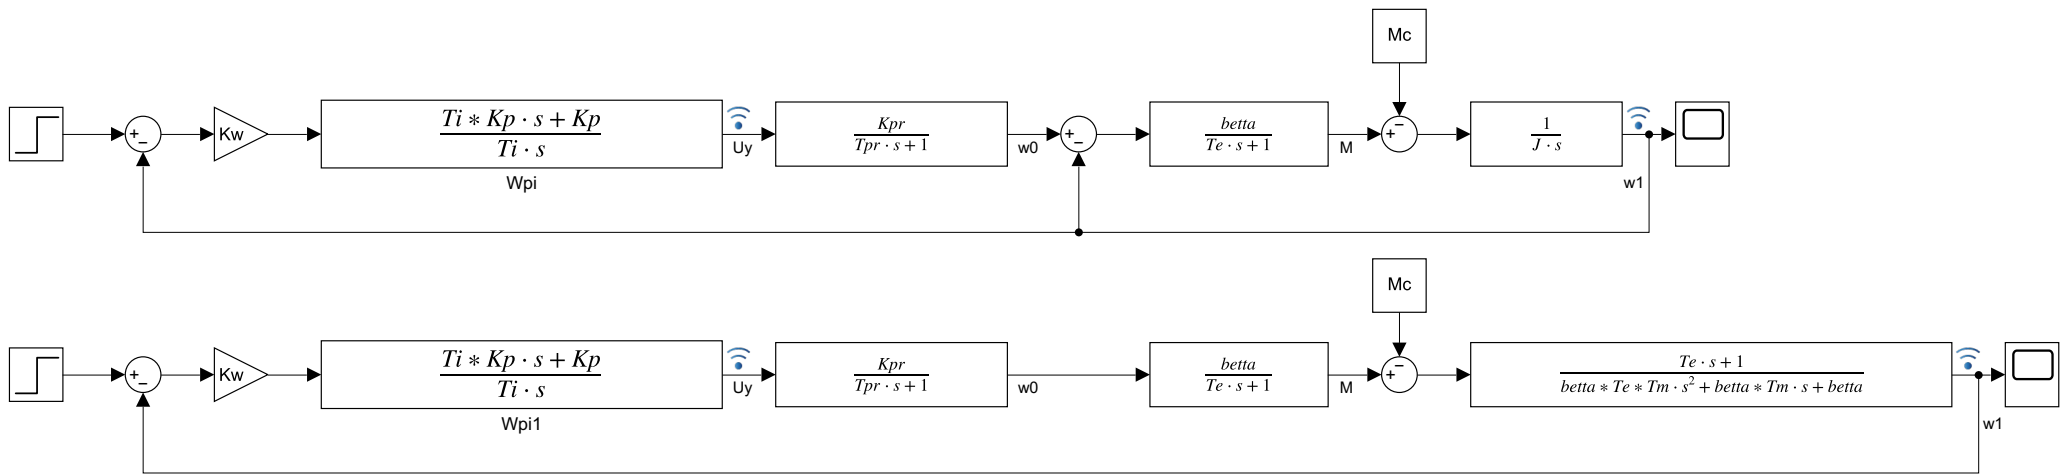 Mc
+ −
Kw
Ti ∗ Kp · s + Kp
Ti · s
Wpi
Uy
Kpr
Tpr · s + 1
w0
+ −
betta
Te · s + 1
M
+ −
1
J · s
w1
Mc
+ −
Kw
Ti ∗ Kp · s + Kp
Ti · s
Wpi1
Uy
Kpr
Tpr · s + 1
w0
betta
Te · s + 1
M
+ −
Te · s + 1
betta ∗ Te ∗ Tm · s² + betta ∗ Tm · s + betta
w1